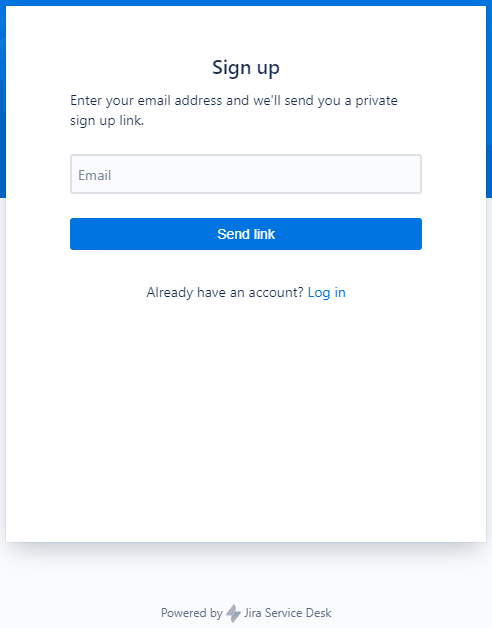 Sign up
Enter your email address and we'll send you a private
sign up link.
Email
Send link
Already have an account? Log in
Powered by Jira Service Desk